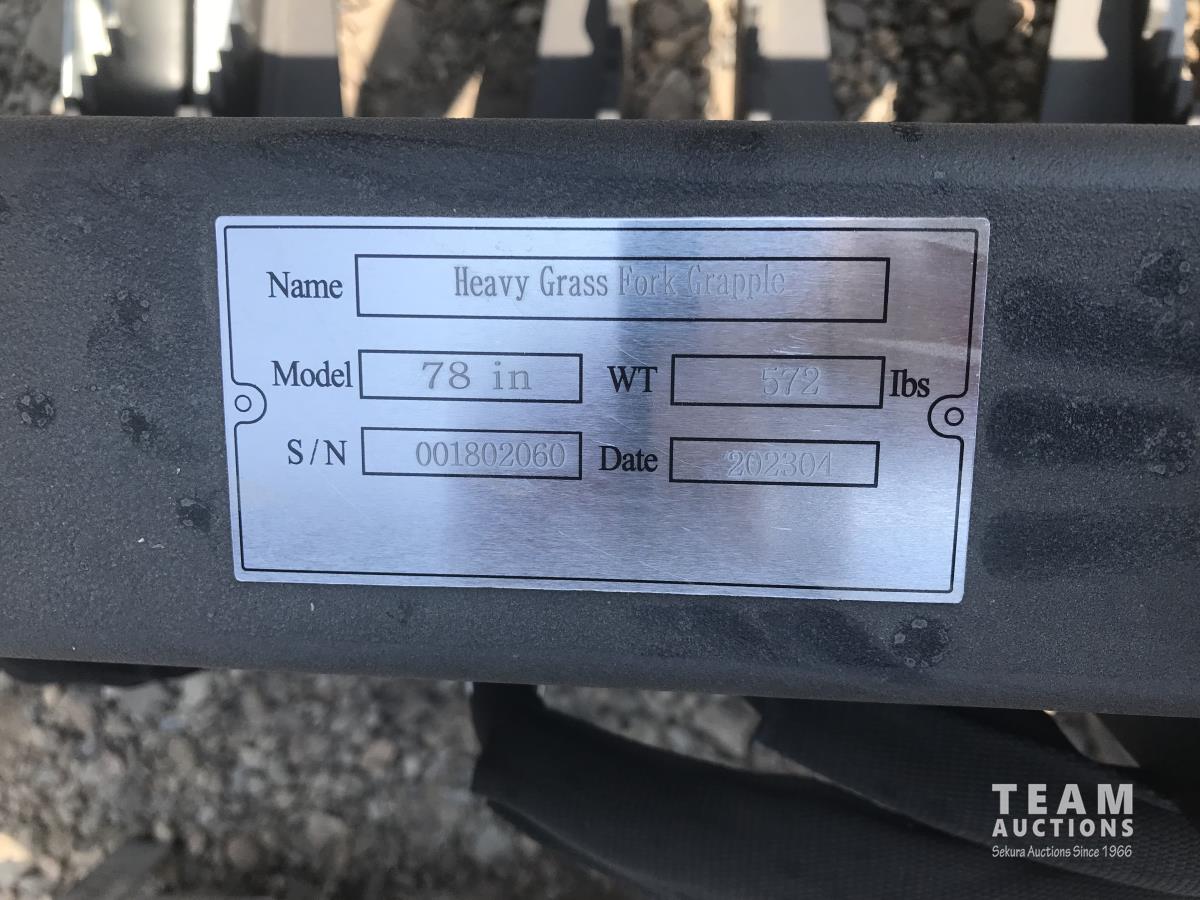 Name Heavy Grass Fork Grapple
Model 78 in WT 572 Ibs
S/N 001802060 Date 202304
TEAM
AUCTIONS
Sekura Auctions Since 1966